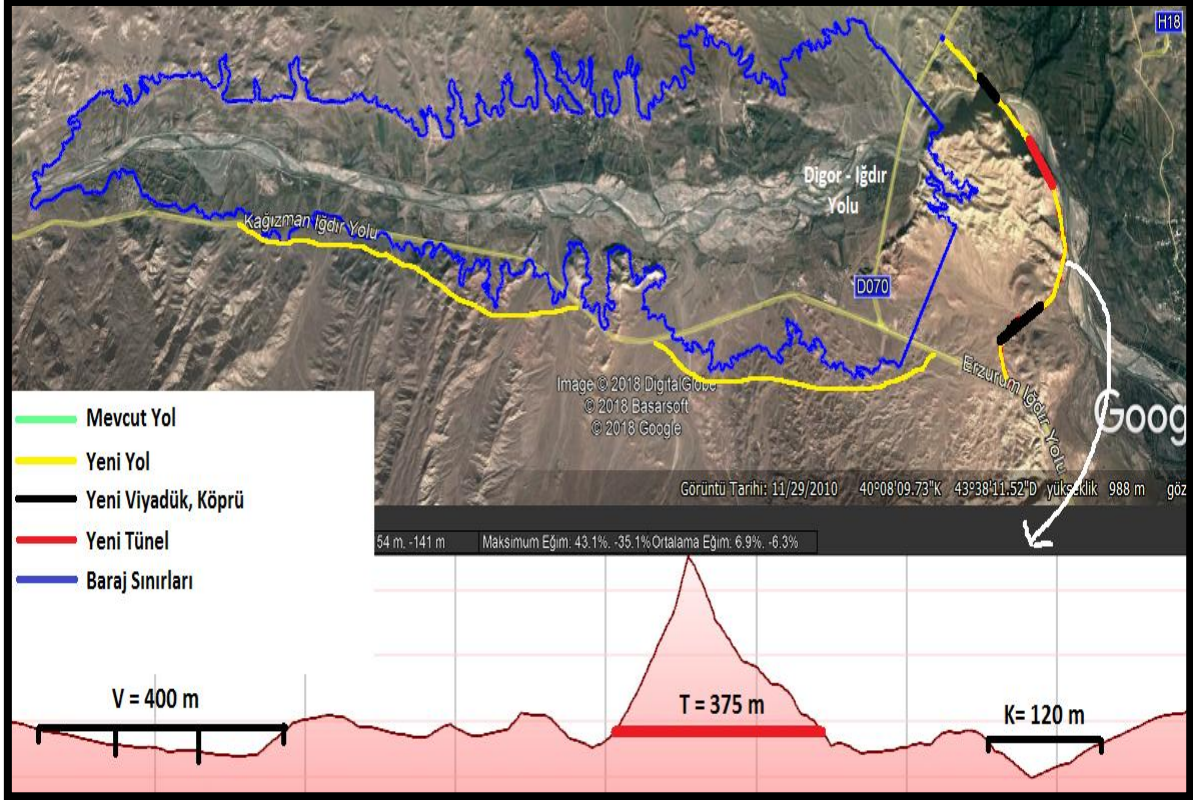 H18
Digor - Iğdır
Yolu
Kağızman Iğdır Yolu
D070
Erzurum Iğdır Yolu
Image © 2018 DigitalGlobe
© 2018 Basarsoft
© 2018 Google
Goog
Görüntü Tarihi: 11/29/2010 40°08'09.73"K 43°38'11.52"D yükseklik 988 m göz
Mevcut Yol
Yeni Yol
Yeni Viyadük, Köprü
Yeni Tünel
Baraj Sınırları
54 m, -141 m Maksimum Eğim: 43.1%, -35.1% Ortalama Eğim: 6.9%, -6.3%
V = 400 m
T = 375 m
K= 120 m